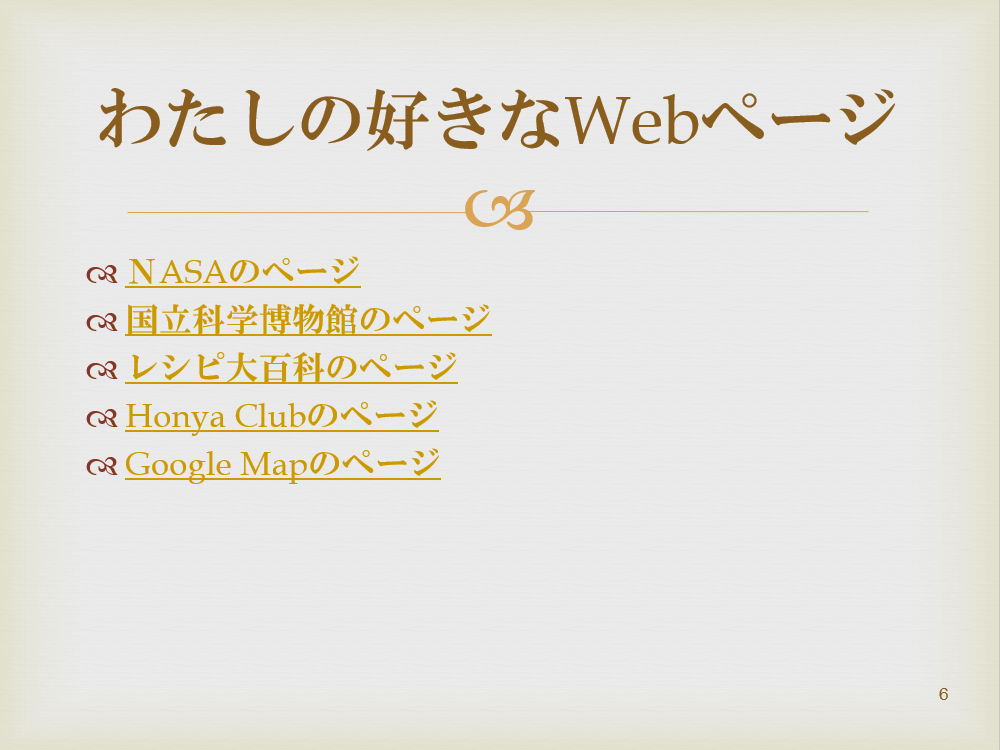 わたしの好きなWebページ
ＮASAのページ
国立科学博物館のページ
レシピ大百科のページ
Honya Clubのページ
Google Mapのページ
6